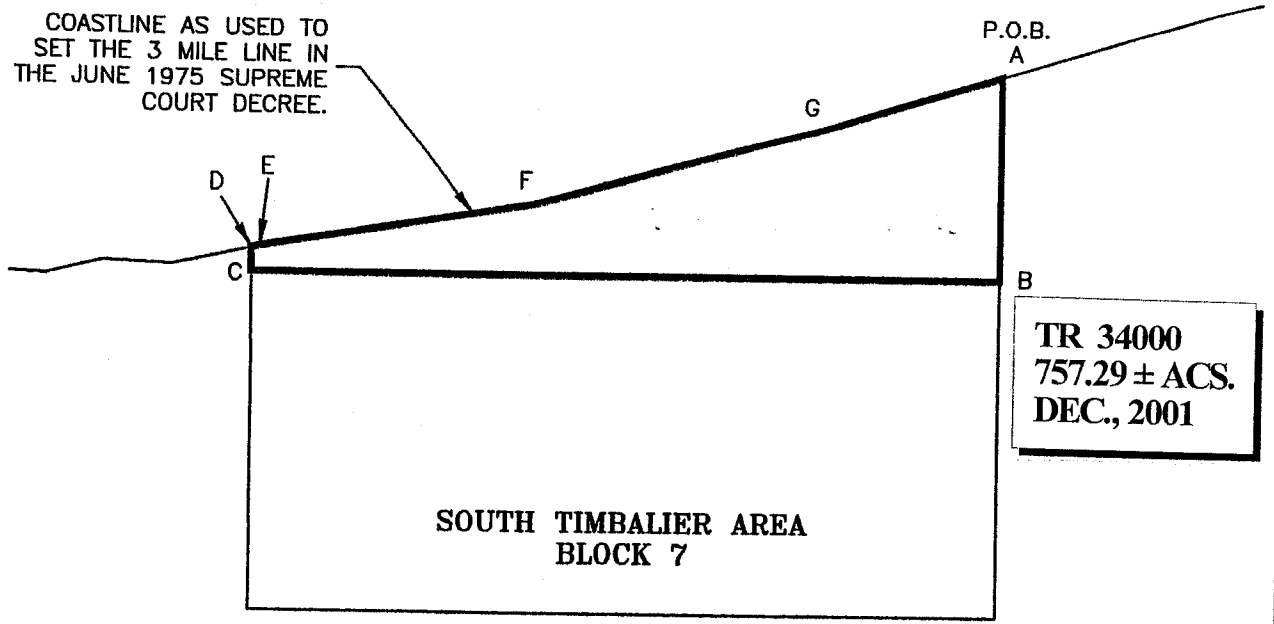 COASTLINE AS USED TO
SET THE 3 MILE LINE IN
THE JUNE 1975 SUPREME
COURT DECREE.
P.O.B.
A
G
F
E
D
C
B
TR 34000
757.29 ± ACS.
DEC., 2001
SOUTH TIMBALIER AREA
BLOCK 7